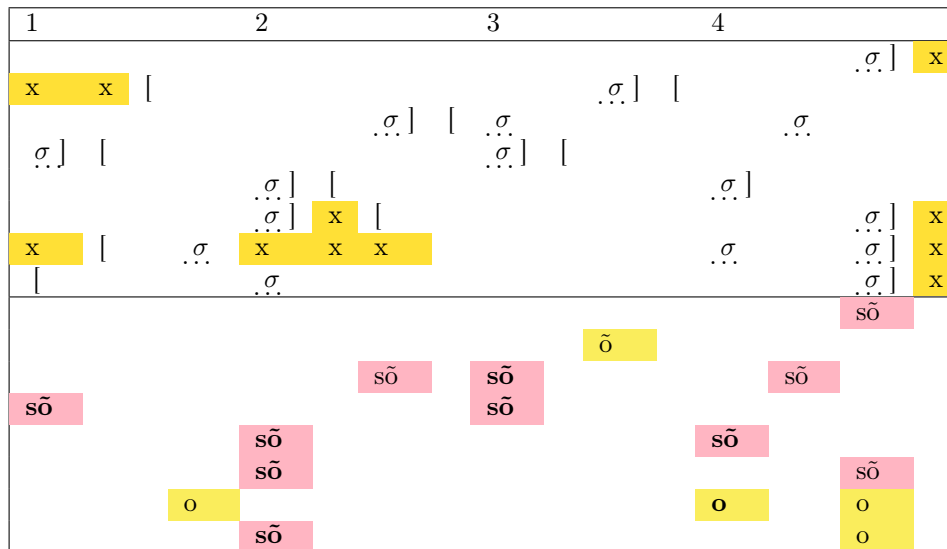 1 2 3 4
σ ] x
x x [ σ ] [
σ ] [ σ σ
σ ] [ σ ] [
σ ] [ σ ]
σ ] x [ σ ] x
x [ σ x x x σ σ ] x
[ σ σ ] x
sõ
õ
sõ sõ sõ
sõ sõ
sõ sõ
sõ sõ
o o o
sõ o